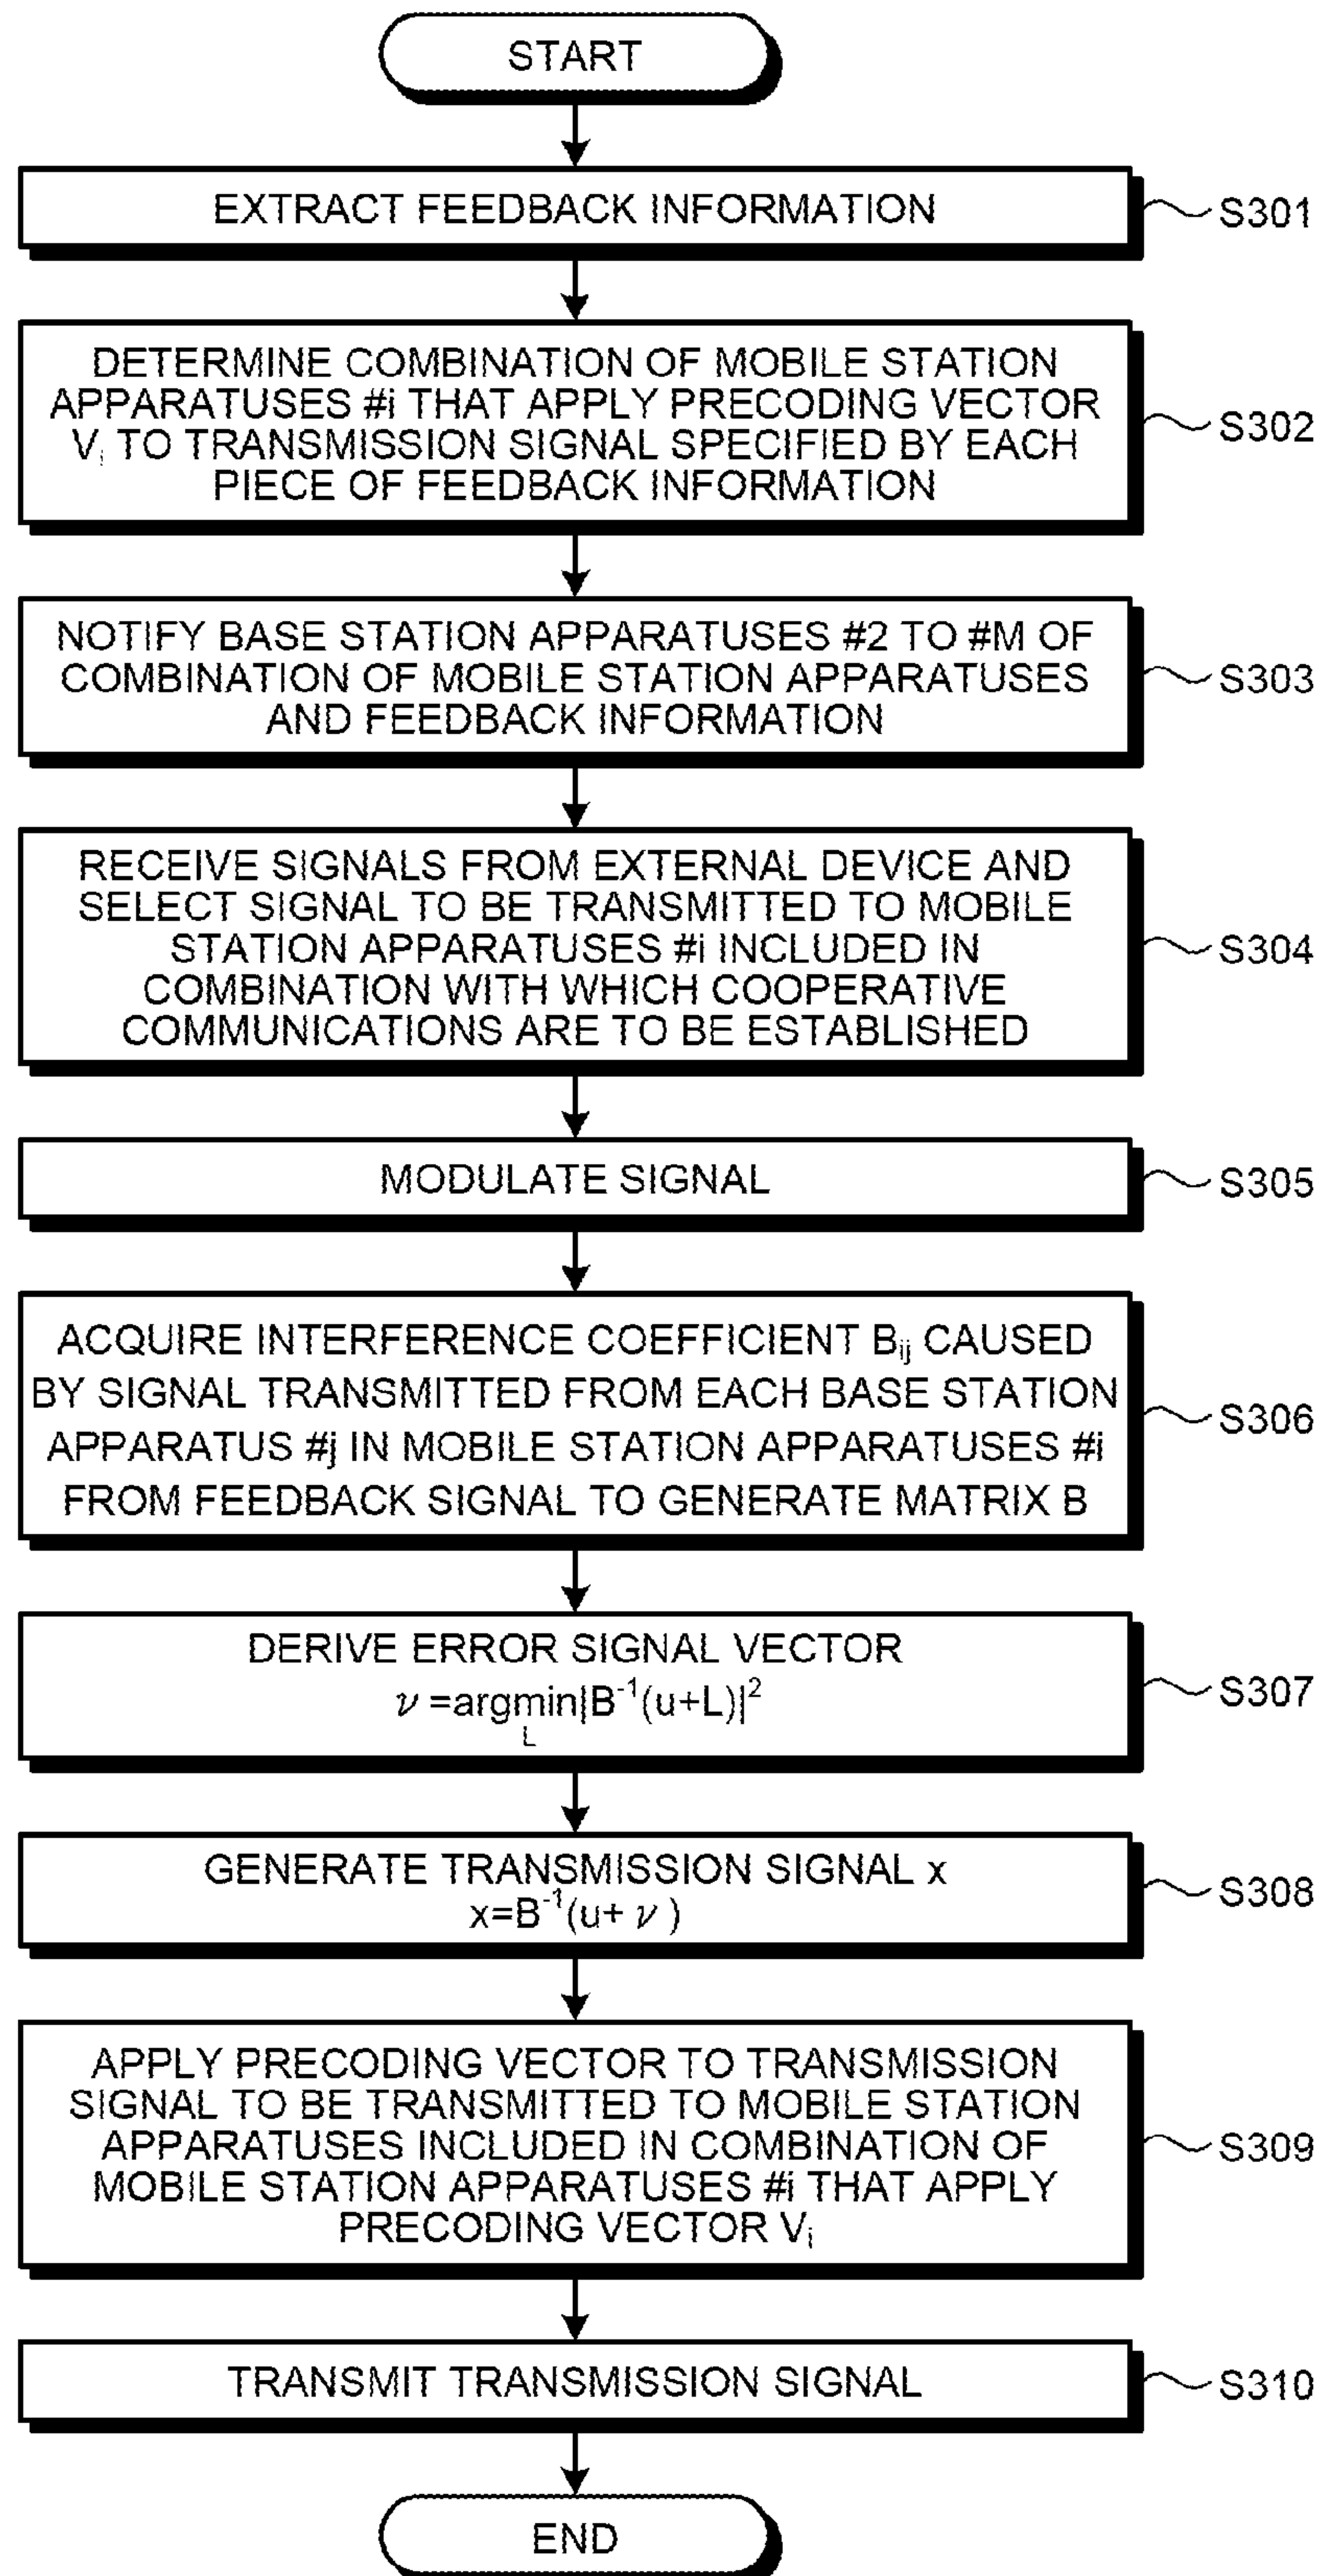 START
EXTRACT FEEDBACK INFORMATION
S301
DETERMINE COMBINATION OF MOBILE STATION
APPARATUSES #i THAT APPLY PRECODING VECTOR
Vi TO TRANSMISSION SIGNAL SPECIFIED BY EACH
PIECE OF FEEDBACK INFORMATION
S302
NOTIFY BASE STATION APPARATUSES #2 TO #M OF
COMBINATION OF MOBILE STATION APPARATUSES
AND FEEDBACK INFORMATION
S303
RECEIVE SIGNALS FROM EXTERNAL DEVICE AND
SELECT SIGNAL TO BE TRANSMITTED TO MOBILE
STATION APPARATUSES #i INCLUDED IN
COMBINATION WITH WHICH COOPERATIVE
COMMUNICATIONS ARE TO BE ESTABLISHED
S304
MODULATE SIGNAL
S305
ACQUIRE INTERFERENCE COEFFICIENT Bij CAUSED
BY SIGNAL TRANSMITTED FROM EACH BASE STATION
APPARATUS #j IN MOBILE STATION APPARATUSES #i
FROM FEEDBACK SIGNAL TO GENERATE MATRIX B
S306
DERIVE ERROR SIGNAL VECTOR
ν=argmin|B⁻¹(u+L)|²
L
S307
GENERATE TRANSMISSION SIGNAL x
x=B⁻¹(u+ν)
S308
APPLY PRECODING VECTOR TO TRANSMISSION
SIGNAL TO BE TRANSMITTED TO MOBILE STATION
APPARATUSES INCLUDED IN COMBINATION OF
MOBILE STATION APPARATUSES #i THAT APPLY
PRECODING VECTOR Vi
S309
TRANSMIT TRANSMISSION SIGNAL
S310
END